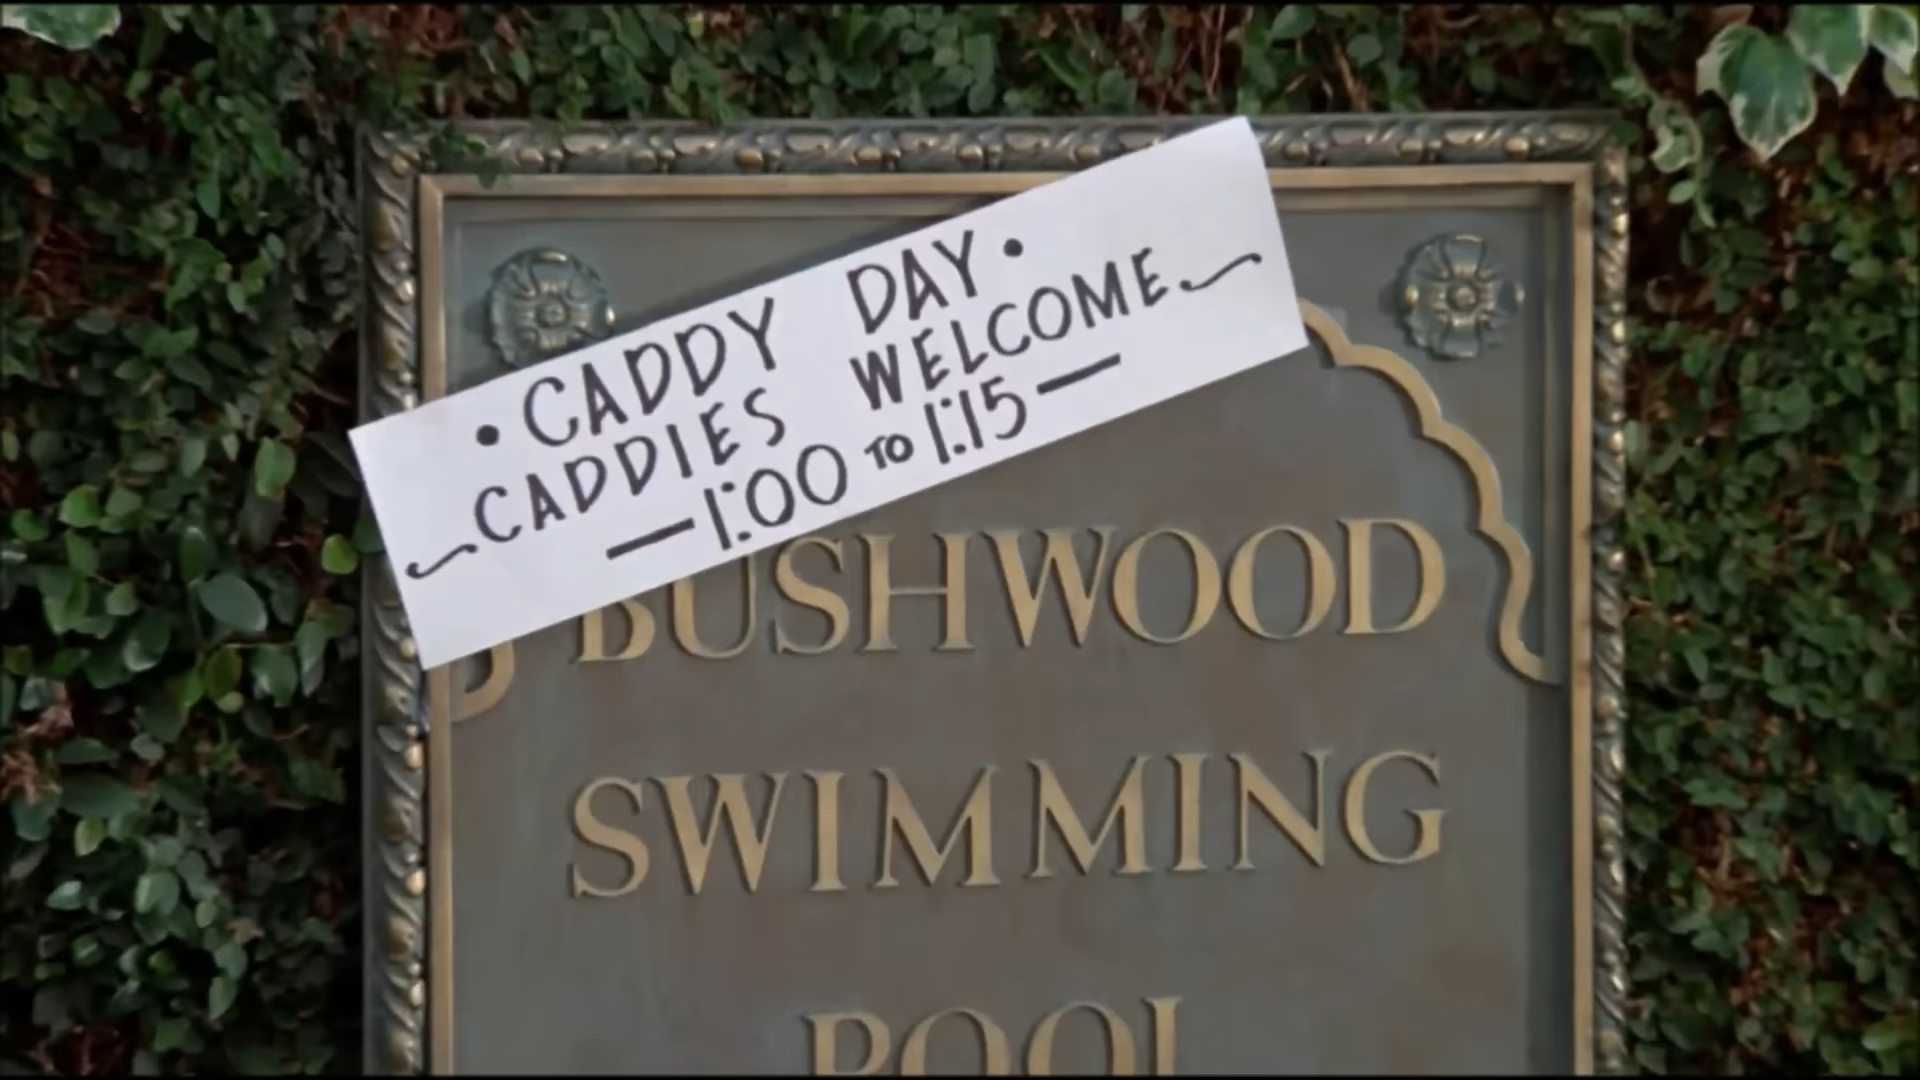 • CADDY DAY •
CADDIES WELCOME
— 1:00 TO 1:15 —
BUSHWOOD
SWIMMING
POOL